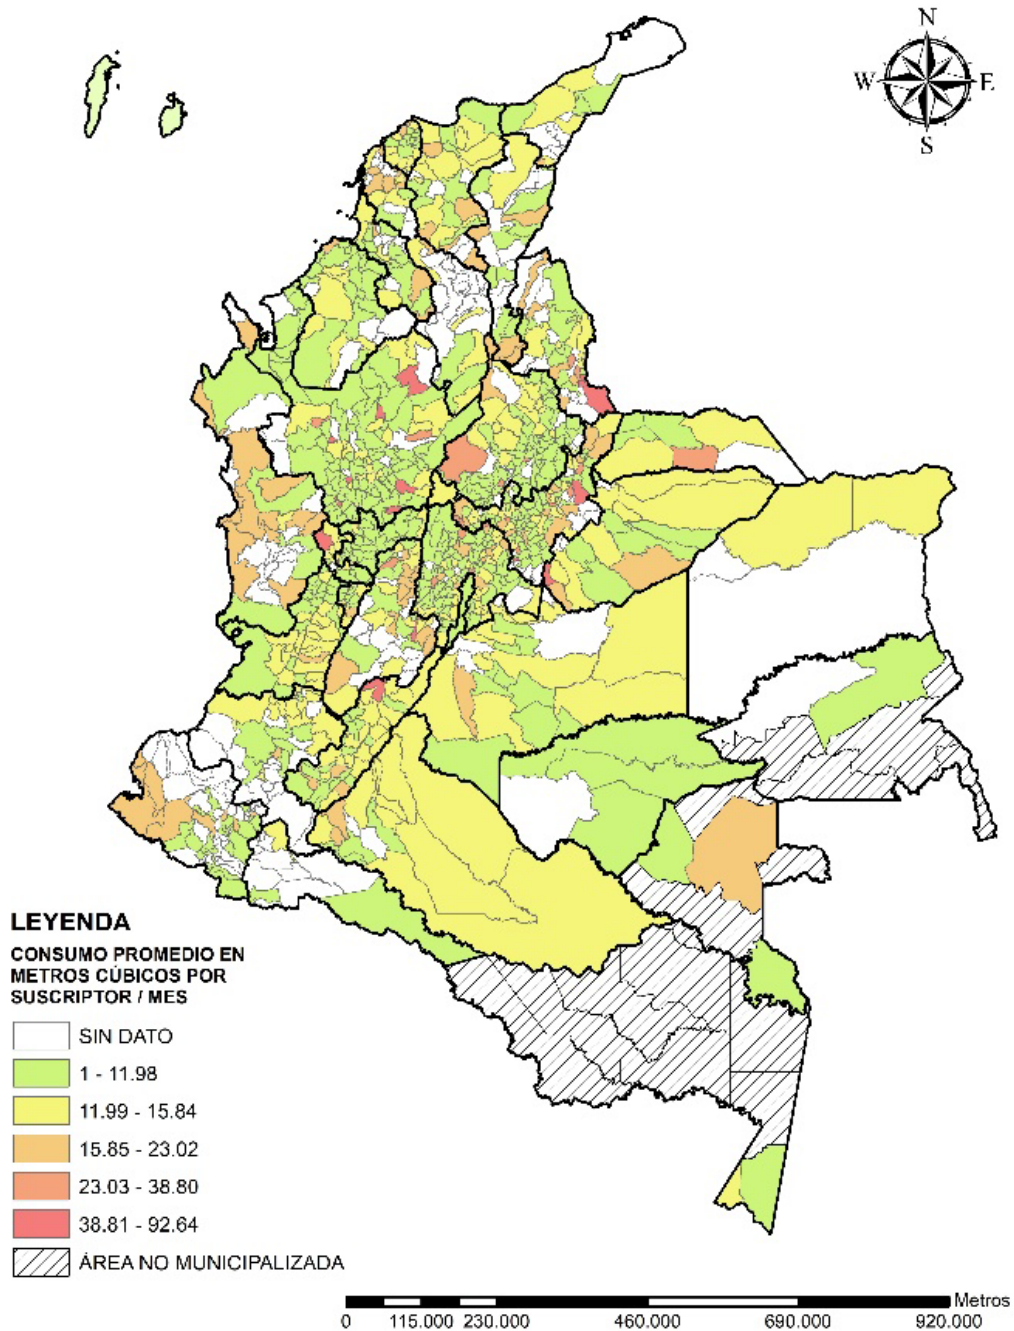 N
W E
S
LEYENDA
CONSUMO PROMEDIO EN
METROS CÚBICOS POR
SUSCRIPTOR / MES
SIN DATO
1 - 11.98
11.99 - 15.84
15.85 - 23.02
23.03 - 38.80
38.81 - 92.64
ÁREA NO MUNICIPALIZADA
Metros
0 115.000 230.000 460.000 690.000 920.000